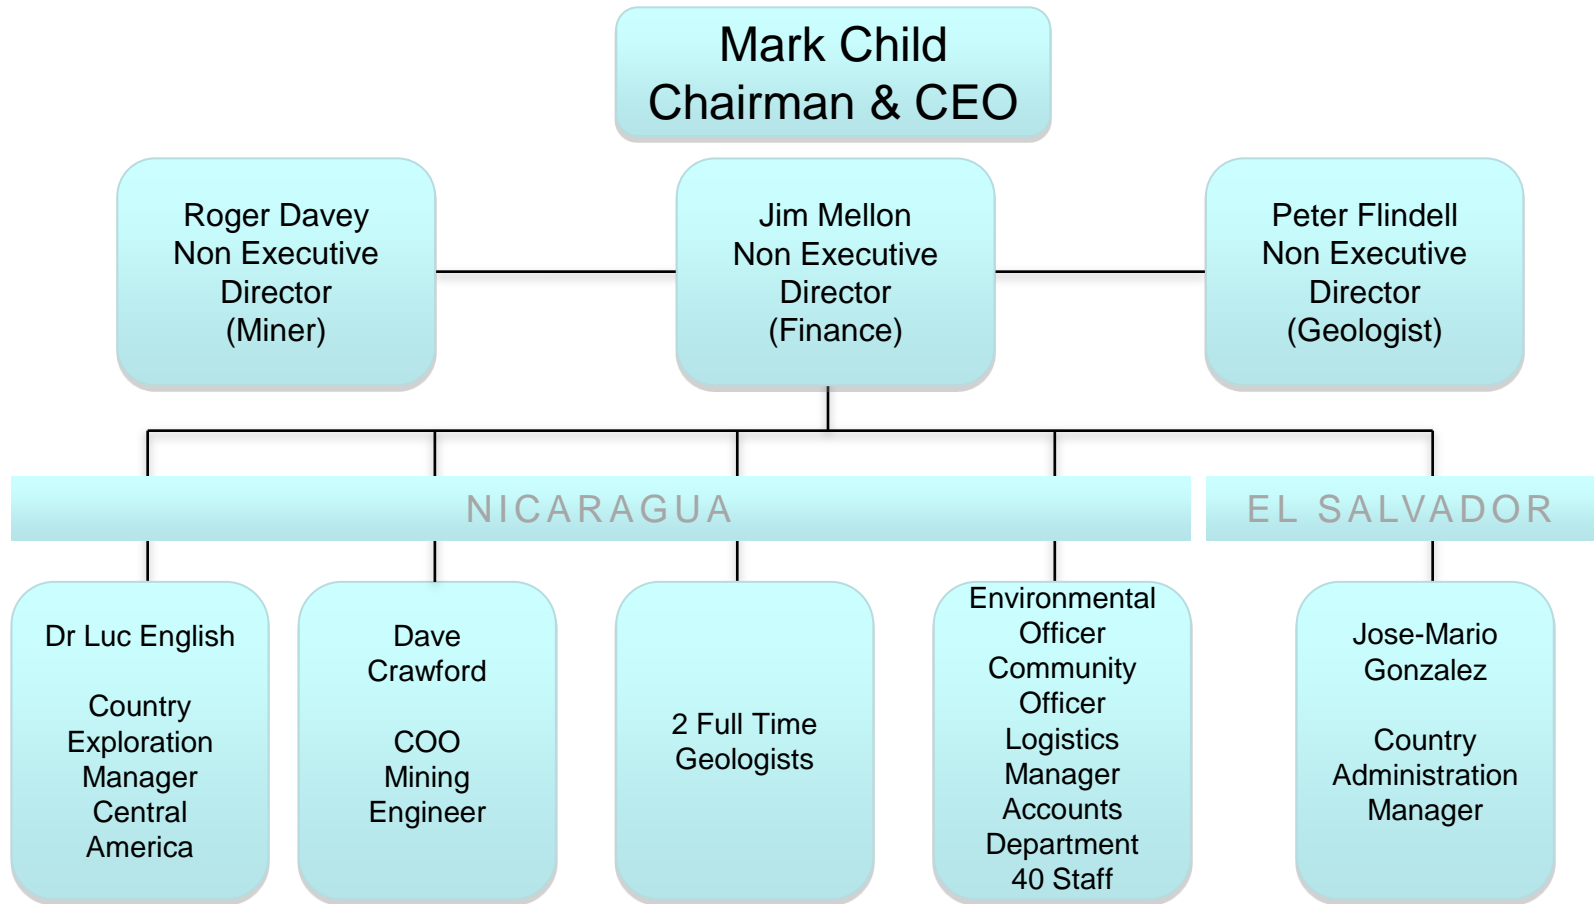 Mark Child
Chairman & CEO
Roger Davey
Non Executive
Director
(Miner)
Jim Mellon
Non Executive
Director
(Finance)
Peter Flindell
Non Executive
Director
(Geologist)
NICARAGUA
EL SALVADOR
Dr Luc English
Country
Exploration
Manager
Central
America
Dave
Crawford
COO
Mining
Engineer
2 Full Time
Geologists
Environmental
Officer
Community
Officer
Logistics
Manager
Accounts
Department
40 Staff
Jose-Mario
Gonzalez
Country
Administration
Manager